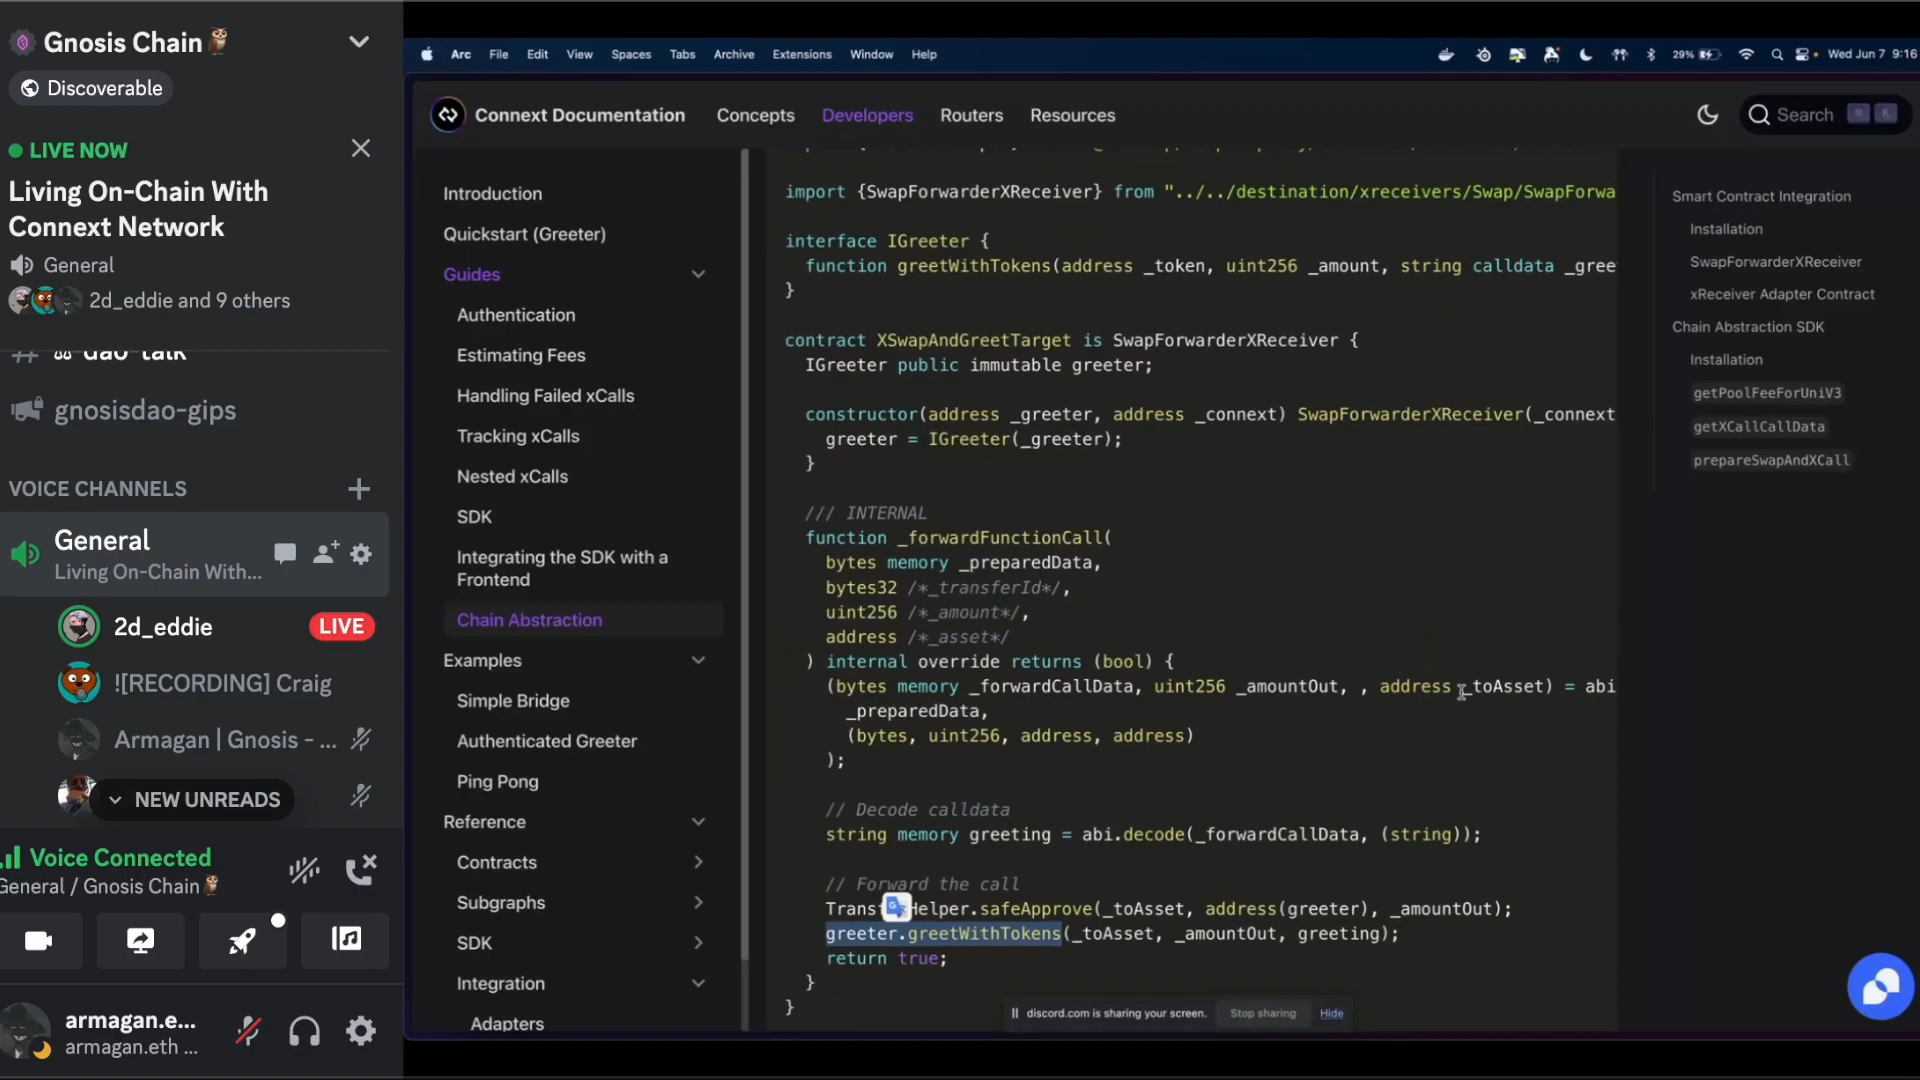 Gnosis Chain
Discoverable
LIVE NOW
Living On-Chain With
Connext Network
General
2d_eddie and 9 others
dao-talk
gnosisdao-gips
VOICE CHANNELS
General
Living On-Chain With...
2d_eddie
LIVE
![RECORDING] Craig
Armagan | Gnosis - ...
NEW UNREADS
Voice Connected
General / Gnosis Chain
armagan.e...
armagan.eth ...
Arc File Edit View Spaces Tabs Archive Extensions Window Help
29% Wed Jun 7 9:16
Connext Documentation Concepts Developers Routers Resources
Search ⌘ K
Introduction
Quickstart (Greeter)
Guides
Authentication
Estimating Fees
Handling Failed xCalls
Tracking xCalls
Nested xCalls
SDK
Integrating the SDK with a
Frontend
Chain Abstraction
Examples
Simple Bridge
Authenticated Greeter
Ping Pong
Reference
Contracts
Subgraphs
SDK
Integration
Adapters
import {SwapForwarderXReceiver} from "../../destination/xreceivers/Swap/SwapForwa
interface IGreeter {
function greetWithTokens(address _token, uint256 _amount, string calldata _gree
}
contract XSwapAndGreetTarget is SwapForwarderXReceiver {
IGreeter public immutable greeter;
constructor(address _greeter, address _connext) SwapForwarderXReceiver(_connext
greeter = IGreeter(_greeter);
}
/// INTERNAL
function _forwardFunctionCall(
bytes memory _preparedData,
bytes32 /*_transferId*/,
uint256 /*_amount*/,
address /*_asset*/
) internal override returns (bool) {
(bytes memory _forwardCallData, uint256 _amountOut, , address _toAsset) = abi
_preparedData,
(bytes, uint256, address, address)
);
// Decode calldata
string memory greeting = abi.decode(_forwardCallData, (string));
// Forward the call
Trans Helper.safeApprove(_toAsset, address(greeter), _amountOut);
greeter.greetWithTokens(_toAsset, _amountOut, greeting);
return true;
}
}
discord.com is sharing your screen. Stop sharing Hide
Smart Contract Integration
Installation
SwapForwarderXReceiver
xReceiver Adapter Contract
Chain Abstraction SDK
Installation
getPoolFeeForUniV3
getXCallCallData
prepareSwapAndXCall